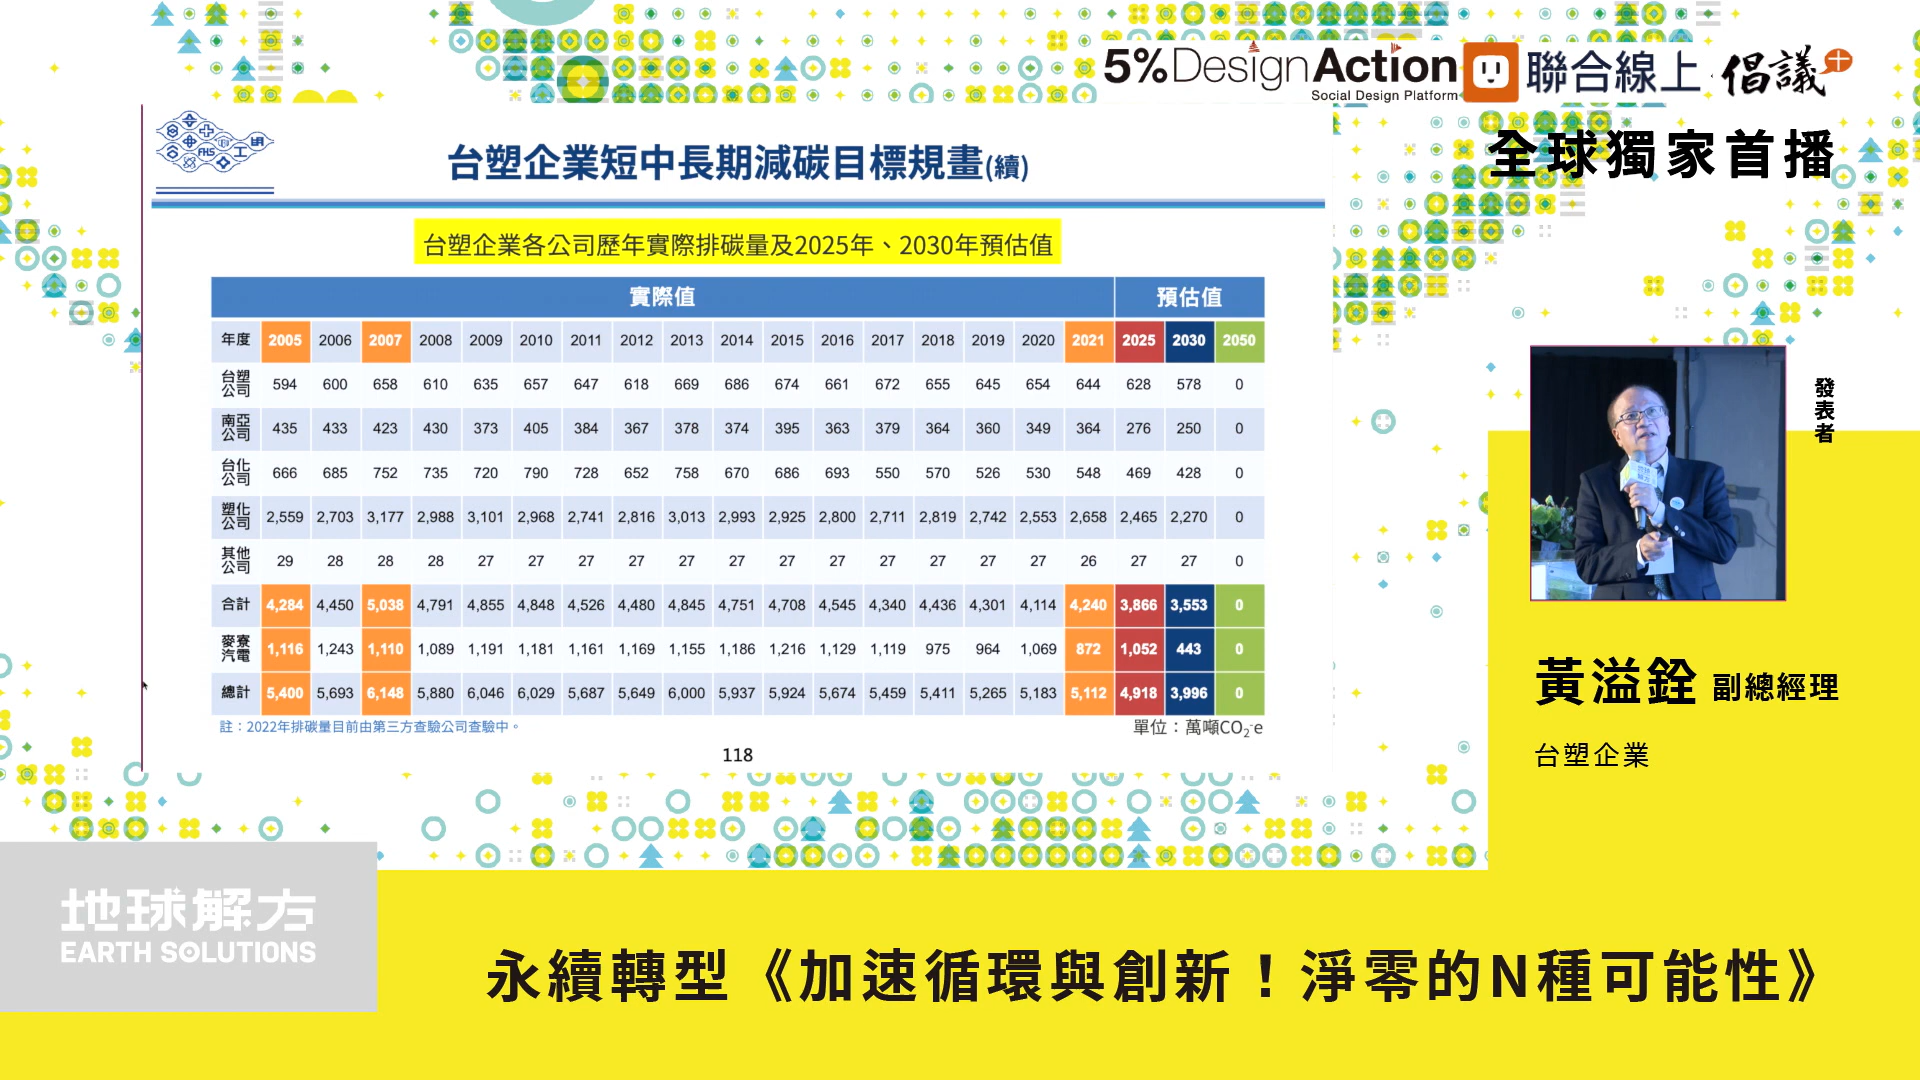 5%DesignAction
Social Design Platform
聯合線上
倡議+
全球獨家首播
FHS 工 明
台塑企業短中長期減碳目標規畫(續)
台塑企業各公司歷年實際排碳量及2025年、2030年預估值
實際值 預估值
年度 2005 2006 2007 2008 2009 2010 2011 2012 2013 2014 2015 2016 2017 2018 2019 2020 2021 2025 2030 2050
台塑公司 594 600 658 610 635 657 647 618 669 686 674 661 672 655 645 654 644 628 578 0
南亞公司 435 433 423 430 373 405 384 367 378 374 395 363 379 364 360 349 364 276 250 0
台化公司 666 685 752 735 720 790 728 652 758 670 686 693 550 570 526 530 548 469 428 0
塑化公司 2,559 2,703 3,177 2,988 3,101 2,968 2,741 2,816 3,013 2,993 2,925 2,800 2,711 2,819 2,742 2,553 2,658 2,465 2,270 0
其他公司 29 28 28 28 27 27 27 27 27 27 27 27 27 27 27 27 26 27 27 0
合計 4,284 4,450 5,038 4,791 4,855 4,848 4,526 4,480 4,845 4,751 4,708 4,545 4,340 4,436 4,301 4,114 4,240 3,866 3,553 0
麥寮汽電 1,116 1,243 1,110 1,089 1,191 1,181 1,161 1,169 1,155 1,186 1,216 1,129 1,119 975 964 1,069 872 1,052 443 0
總計 5,400 5,693 6,148 5,880 6,046 6,029 5,687 5,649 6,000 5,937 5,924 5,674 5,459 5,411 5,265 5,183 5,112 4,918 3,996 0
註：2022年排碳量目前由第三方查驗公司查驗中。
單位：萬噸CO2-e
118
發表者
黃溢銓 副總經理
台塑企業
地球解方
EARTH SOLUTIONS
永續轉型《加速循環與創新！淨零的N種可能性》